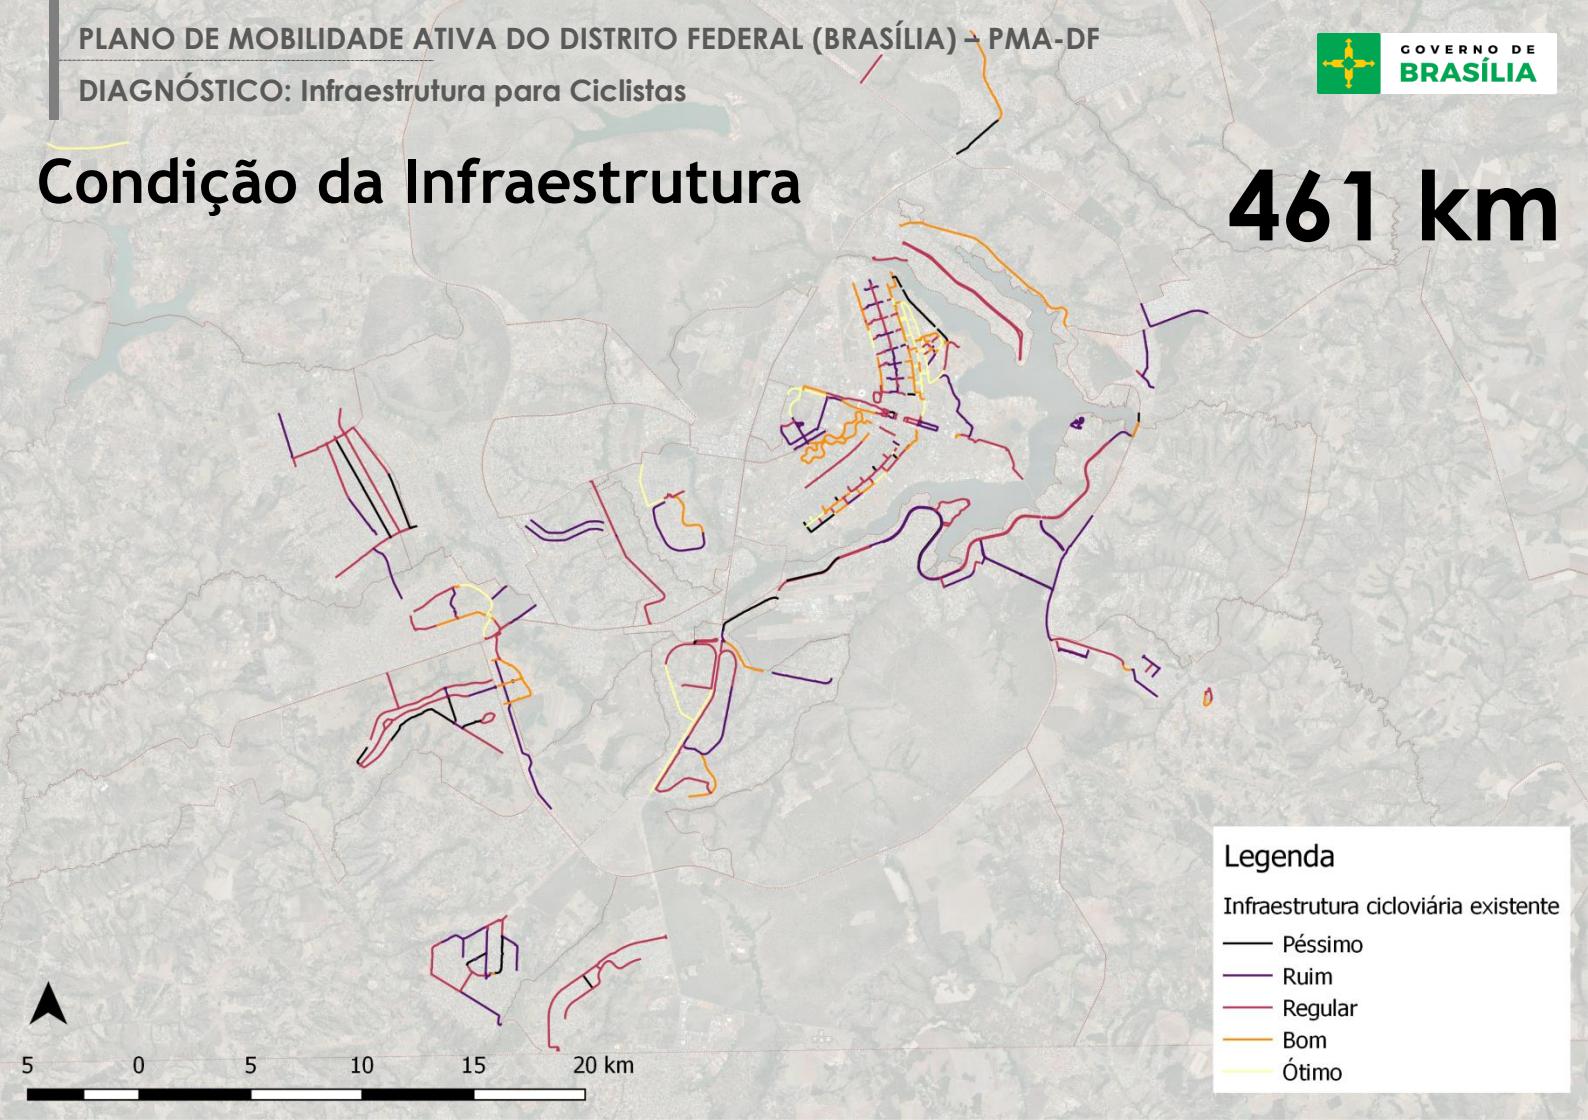 PLANO DE MOBILIDADE ATIVA DO DISTRITO FEDERAL (BRASÍLIA) – PMA-DF
DIAGNÓSTICO: Infraestrutura para Ciclistas
GOVERNO DE
BRASÍLIA
Condição da Infraestrutura
461 km
Legenda
Infraestrutura cicloviária existente
Péssimo
Ruim
Regular
Bom
Ótimo
5 0 5 10 15 20 km